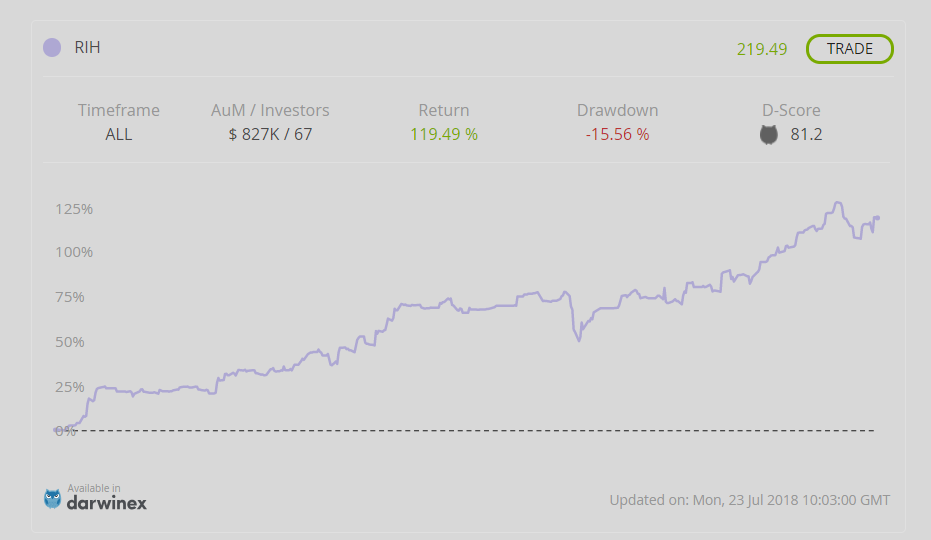 RIH
219.49 TRADE
Timeframe AuM / Investors Return Drawdown D-Score
ALL $ 827K / 67 119.49 % -15.56 % 81.2
125%
100%
75%
50%
25%
0%
Available in
darwinex
Updated on: Mon, 23 Jul 2018 10:03:00 GMT